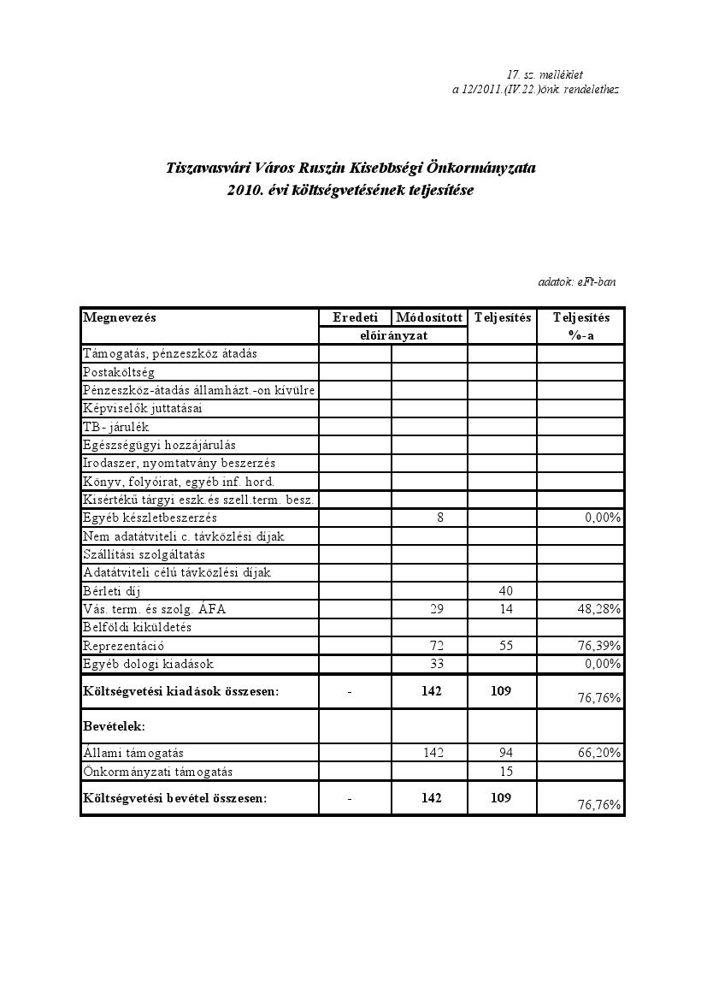 17. sz. melléklet
a 12/2011.(IV.22.)önk. rendelethez
Tiszavasvári Város Ruszin Kisebbségi Önkormányzata
2010. évi költségvetésének teljesítése
adatok: eFt-ban
Megnevezés Eredeti Módosított Teljesítés Teljesítés
előirányzat %-a
Támogatás, pénzeszköz átadás
Postaköltség
Pénzeszköz-átadás államházt.-on kívülre
Képviselők juttatásai
TB- járulék
Egészségügyi hozzájárulás
Irodaszer, nyomtatvány beszerzés
Könyv, folyóirat, egyéb inf. hord.
Kisértékű tárgyi eszk.és szell.term. besz.
Egyéb készletbeszerzés 8 0,00%
Nem adatátviteli c. távközlési díjak
Szállítási szolgáltatás
Adatátviteli célú távközlési díjak
Bérleti díj 40
Vás. term. és szolg. ÁFA 29 14 48,28%
Belföldi kiküldetés
Reprezentáció 72 55 76,39%
Egyéb dologi kiadások 33 0,00%
Költségvetési kiadások összesen: - 142 109 76,76%
Bevételek:
Állami támogatás 142 94 66,20%
Önkormányzati támogatás 15
Költségvetési bevétel összesen: - 142 109 76,76%